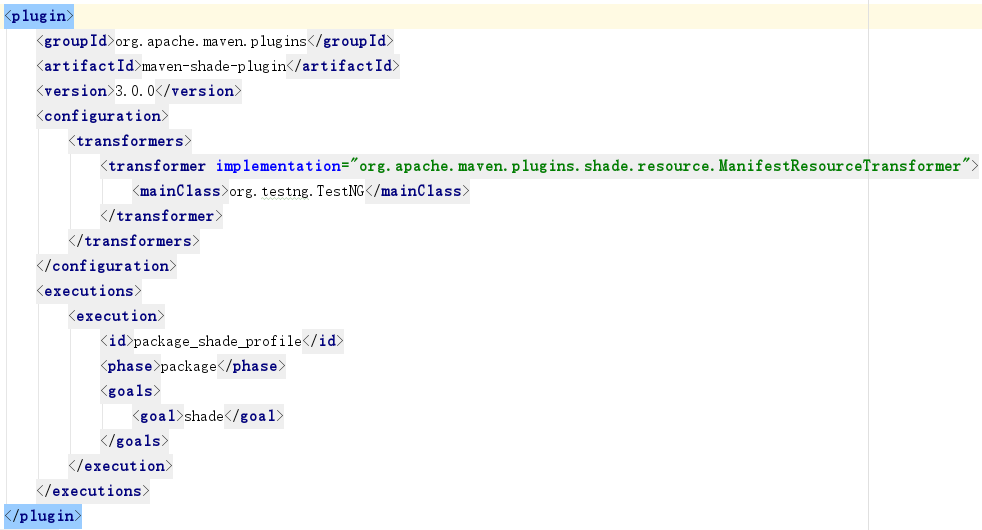 <plugin>
<groupId>org.apache.maven.plugins</groupId>
<artifactId>maven-shade-plugin</artifactId>
<version>3.0.0</version>
<configuration>
<transformers>
<transformer implementation="org.apache.maven.plugins.shade.resource.ManifestResourceTransformer">
<mainClass>org.testng.TestNG</mainClass>
</transformer>
</transformers>
</configuration>
<executions>
<execution>
<id>package_shade_profile</id>
<phase>package</phase>
<goals>
<goal>shade</goal>
</goals>
</execution>
</executions>
</plugin>